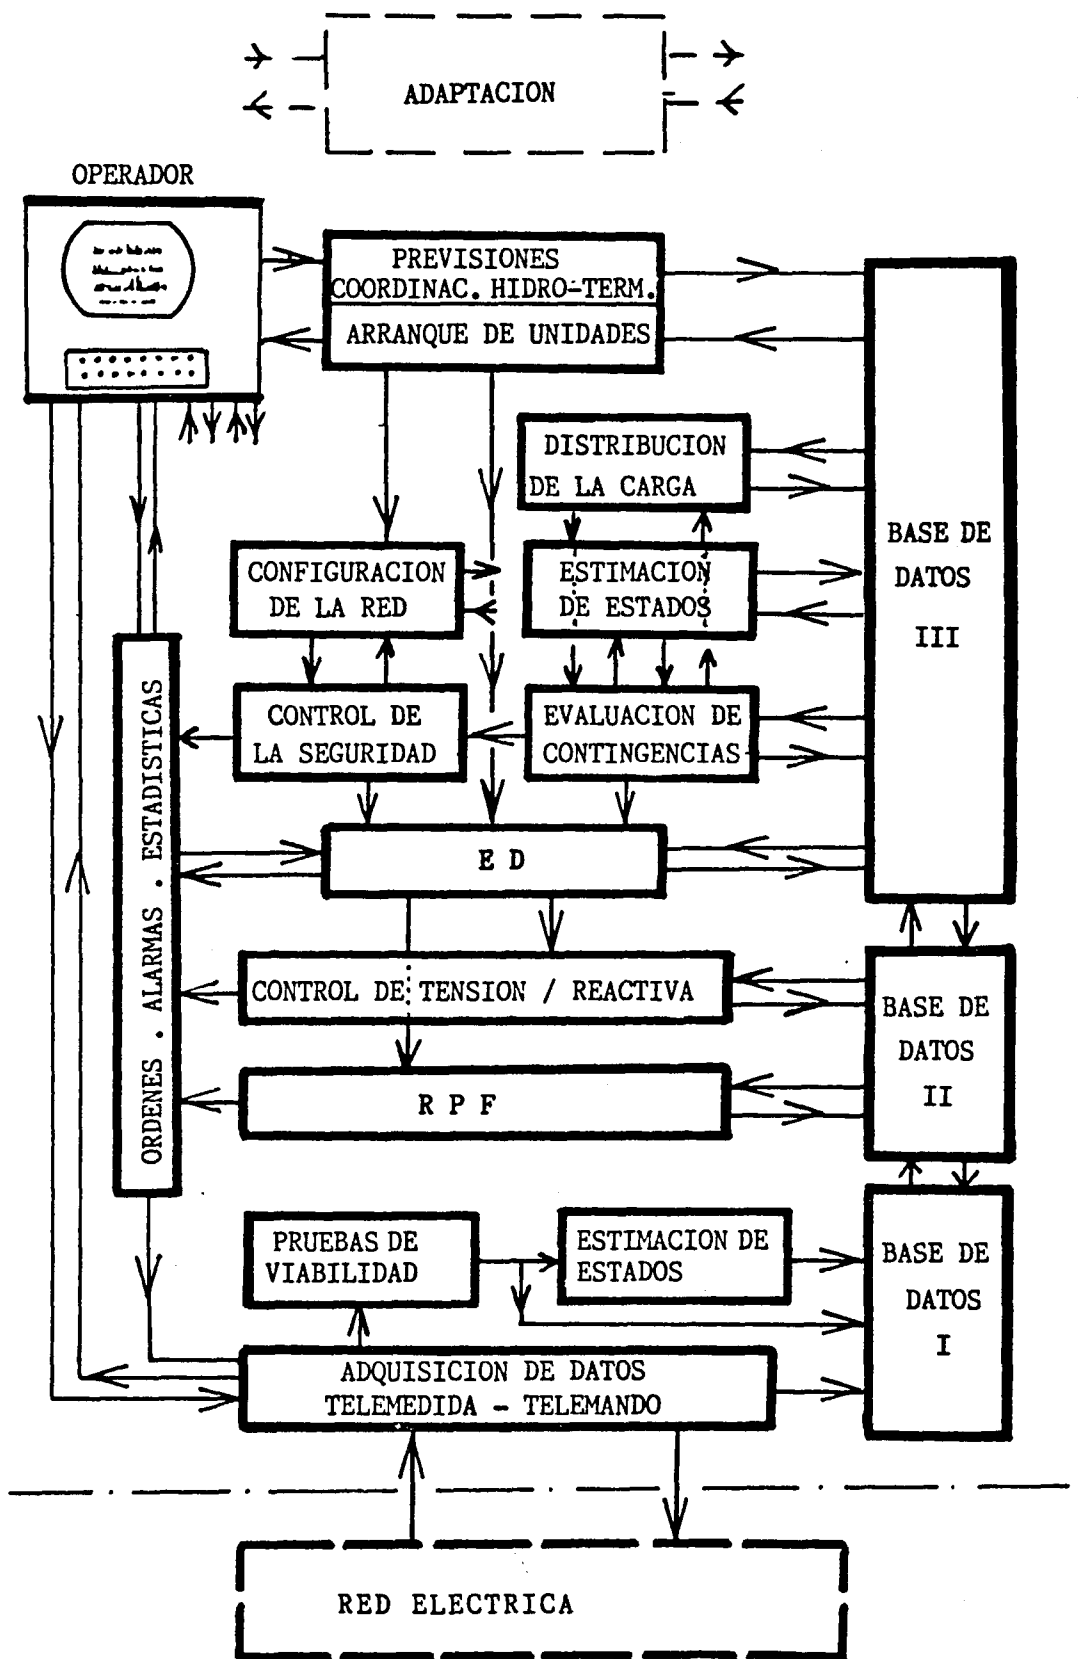 ADAPTACION
OPERADOR
PREVISIONES
COORDINAC. HIDRO-TERM.
ARRANQUE DE UNIDADES
DISTRIBUCION
DE LA CARGA
BASE DE
DATOS
III
CONFIGURACION
DE LA RED
ESTIMACION
DE ESTADOS
CONTROL DE
LA SEGURIDAD
EVALUACION DE
CONTINGENCIAS
ORDENES . ALARMAS . ESTADISTICAS
E D
CONTROL DE TENSION / REACTIVA
BASE DE
DATOS
II
R P F
PRUEBAS DE
VIABILIDAD
ESTIMACION DE
ESTADOS
BASE DE
DATOS
I
ADQUISICION DE DATOS
TELEMEDIDA - TELEMANDO
RED ELECTRICA